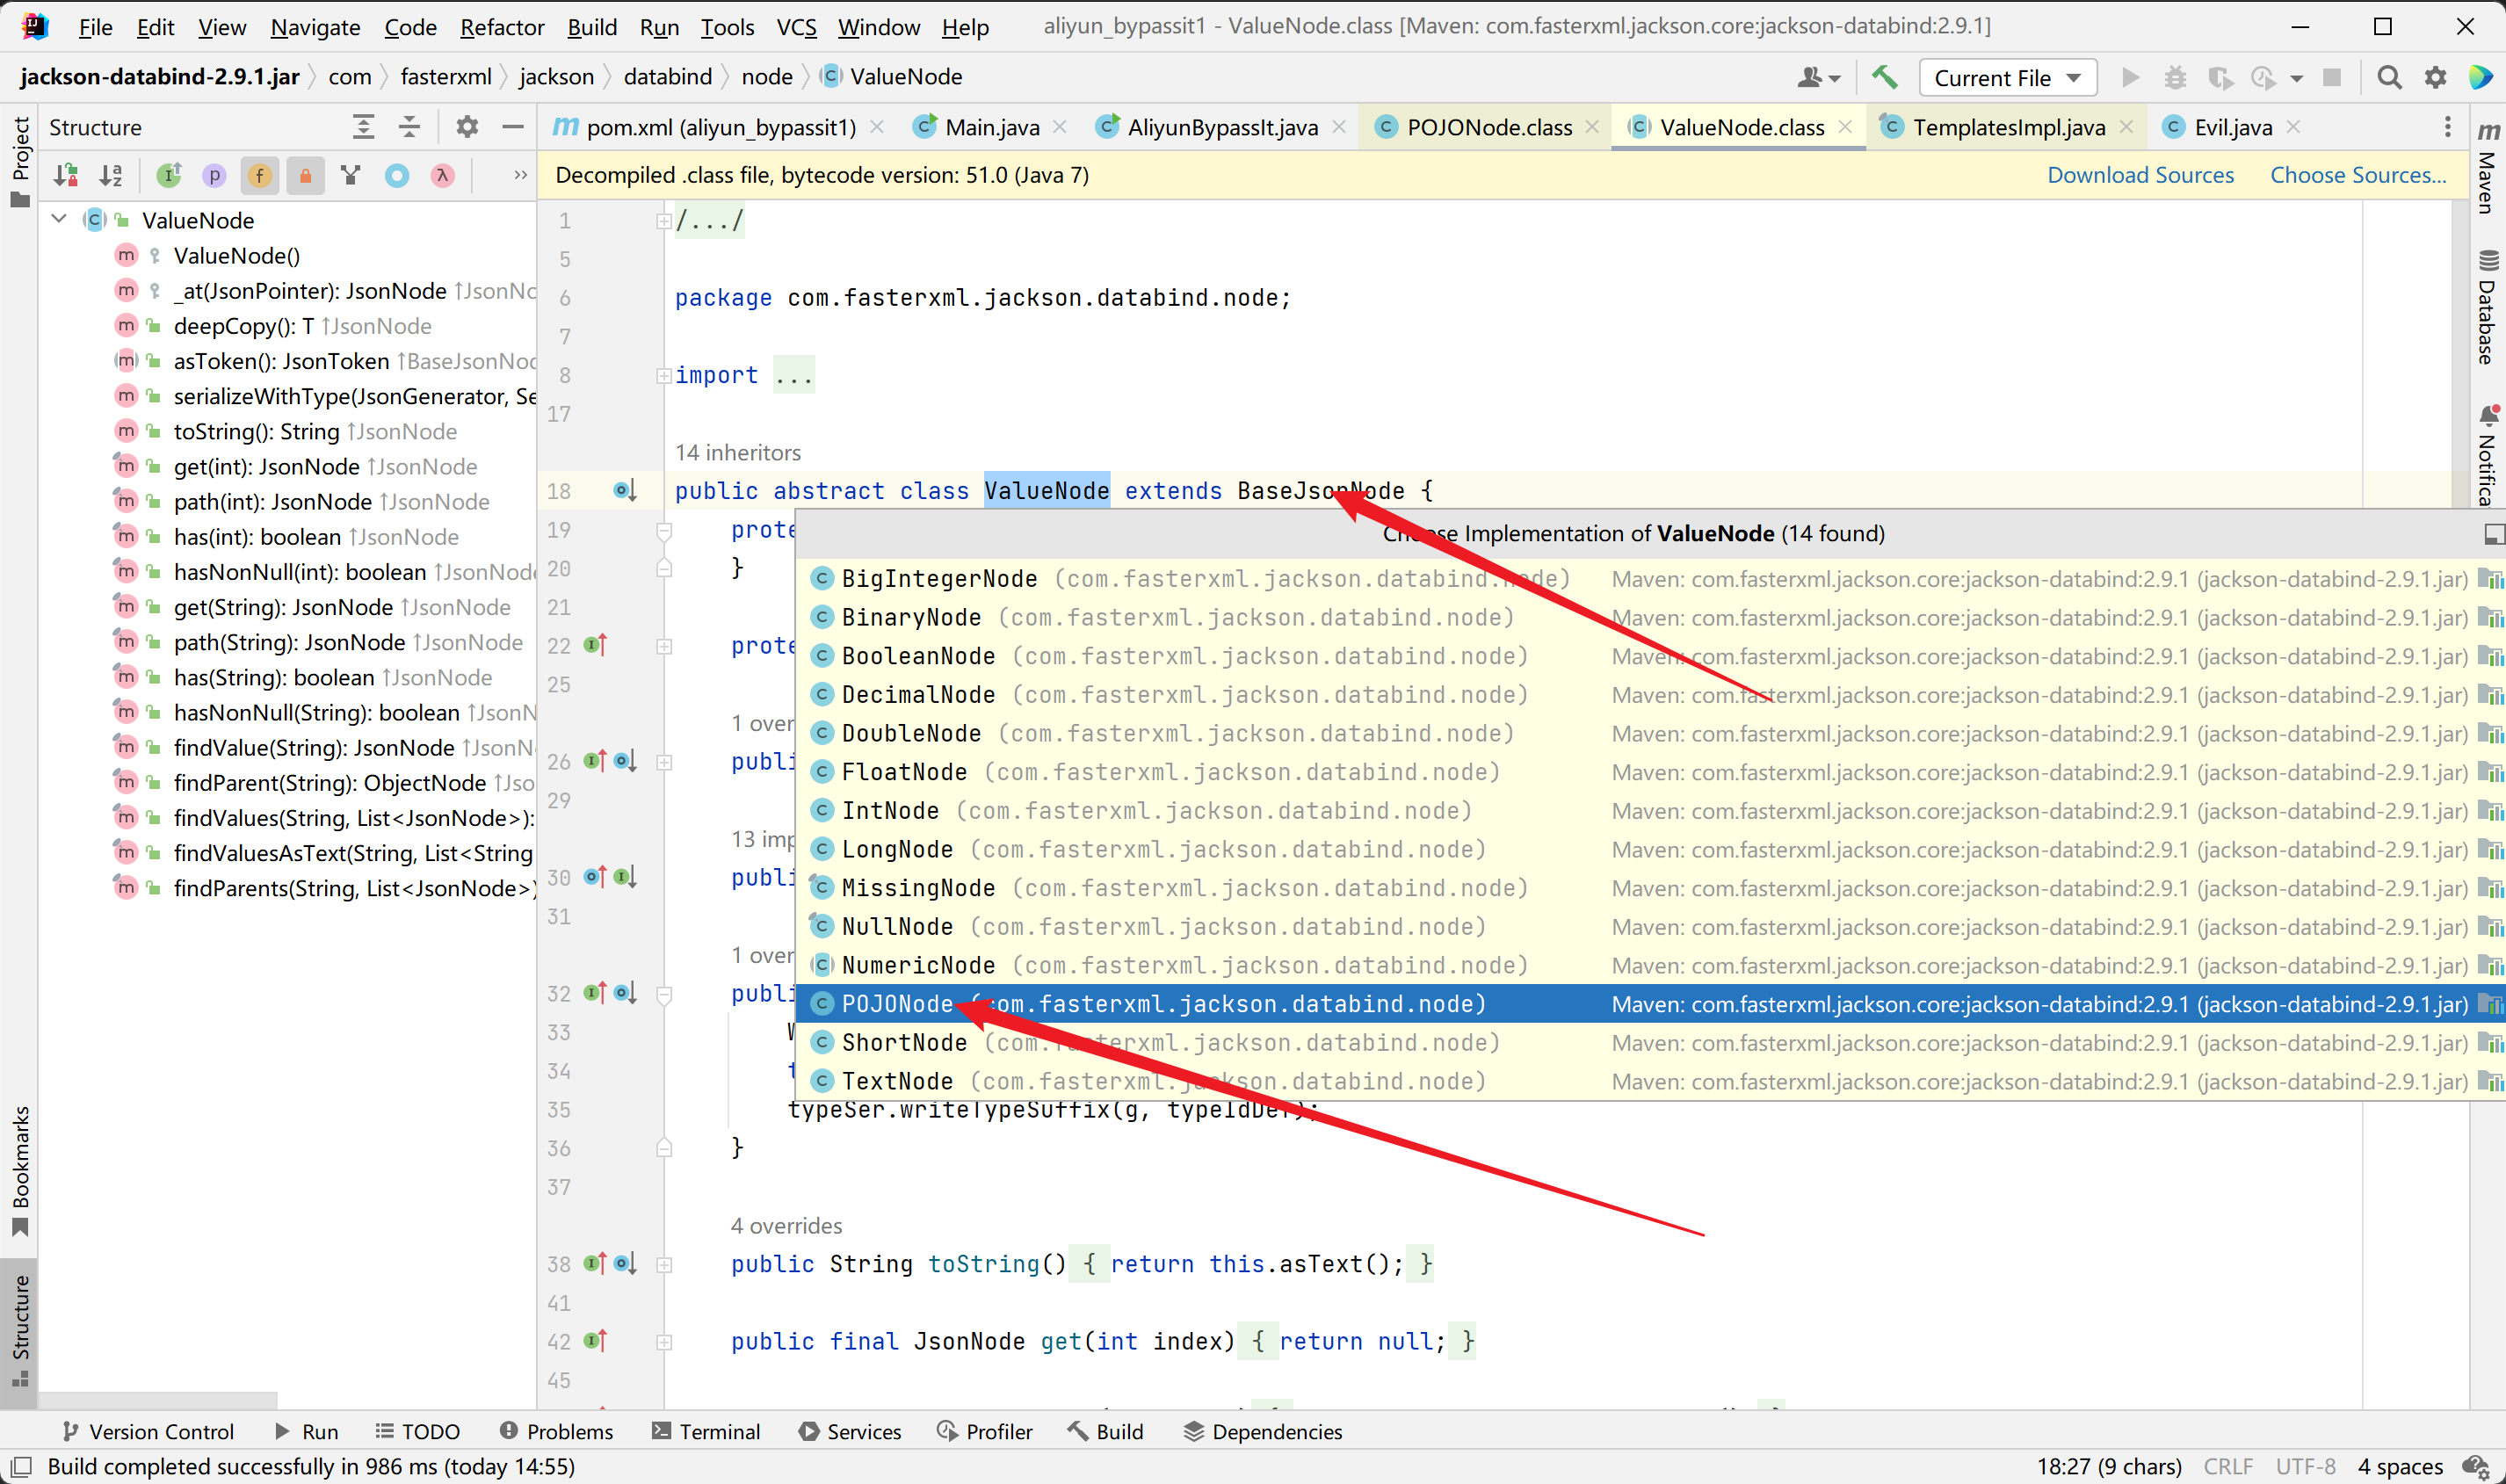 File Edit View Navigate Code Refactor Build Run Tools VCS Window Help aliyun_bypassit1 - ValueNode.class [Maven: com.fasterxml.jackson.core:jackson-databind:2.9.1]
jackson-databind-2.9.1.jar com fasterxml jackson databind node ValueNode Current File
Project
Structure
pom.xml (aliyun_bypassit1) Main.java AliyunBypassIt.java POJONode.class ValueNode.class TemplatesImpl.java Evil.java
Decompiled .class file, bytecode version: 51.0 (Java 7) Download Sources Choose Sources...
ValueNode
ValueNode()
_at(JsonPointer): JsonNode ↑JsonNo
deepCopy(): T ↑JsonNode
asToken(): JsonToken ↑BaseJsonNod
serializeWithType(JsonGenerator, Se
toString(): String ↑JsonNode
get(int): JsonNode ↑JsonNode
path(int): JsonNode ↑JsonNode
has(int): boolean ↑JsonNode
hasNonNull(int): boolean ↑JsonNode
get(String): JsonNode ↑JsonNode
path(String): JsonNode ↑JsonNode
has(String): boolean ↑JsonNode
hasNonNull(String): boolean ↑JsonN
findValue(String): JsonNode ↑JsonN
findParent(String): ObjectNode ↑Jso
findValues(String, List<JsonNode>):
findValuesAsText(String, List<String
findParents(String, List<JsonNode>)
1 /.../
5
6 package com.fasterxml.jackson.databind.node;
7
8 import ...
17
14 inheritors
18 public abstract class ValueNode extends BaseJsonNode {
19 prote
20 }
21
22 prote
25
1 over
26 publi
29
13 imp
30 publi
31
1 over
32 publi
33 W
34 t
35 typeSer.writeTypeSuffix(g, typeIdDef);
36 }
37
4 overrides
38 public String toString() { return this.asText(); }
41
42 public final JsonNode get(int index) { return null; }
45
Choose Implementation of ValueNode (14 found)
BigIntegerNode (com.fasterxml.jackson.databind.node) Maven: com.fasterxml.jackson.core:jackson-databind:2.9.1 (jackson-databind-2.9.1.jar)
BinaryNode (com.fasterxml.jackson.databind.node) Maven: com.fasterxml.jackson.core:jackson-databind:2.9.1 (jackson-databind-2.9.1.jar)
BooleanNode (com.fasterxml.jackson.databind.node) Maven: com.fasterxml.jackson.core:jackson-databind:2.9.1 (jackson-databind-2.9.1.jar)
DecimalNode (com.fasterxml.jackson.databind.node) Maven: com.fasterxml.jackson.core:jackson-databind:2.9.1 (jackson-databind-2.9.1.jar)
DoubleNode (com.fasterxml.jackson.databind.node) Maven: com.fasterxml.jackson.core:jackson-databind:2.9.1 (jackson-databind-2.9.1.jar)
FloatNode (com.fasterxml.jackson.databind.node) Maven: com.fasterxml.jackson.core:jackson-databind:2.9.1 (jackson-databind-2.9.1.jar)
IntNode (com.fasterxml.jackson.databind.node) Maven: com.fasterxml.jackson.core:jackson-databind:2.9.1 (jackson-databind-2.9.1.jar)
LongNode (com.fasterxml.jackson.databind.node) Maven: com.fasterxml.jackson.core:jackson-databind:2.9.1 (jackson-databind-2.9.1.jar)
MissingNode (com.fasterxml.jackson.databind.node) Maven: com.fasterxml.jackson.core:jackson-databind:2.9.1 (jackson-databind-2.9.1.jar)
NullNode (com.fasterxml.jackson.databind.node) Maven: com.fasterxml.jackson.core:jackson-databind:2.9.1 (jackson-databind-2.9.1.jar)
NumericNode (com.fasterxml.jackson.databind.node) Maven: com.fasterxml.jackson.core:jackson-databind:2.9.1 (jackson-databind-2.9.1.jar)
POJONode (com.fasterxml.jackson.databind.node) Maven: com.fasterxml.jackson.core:jackson-databind:2.9.1 (jackson-databind-2.9.1.jar)
ShortNode (com.fasterxml.jackson.databind.node) Maven: com.fasterxml.jackson.core:jackson-databind:2.9.1 (jackson-databind-2.9.1.jar)
TextNode (com.fasterxml.jackson.databind.node) Maven: com.fasterxml.jackson.core:jackson-databind:2.9.1 (jackson-databind-2.9.1.jar)
Maven
Database
Notifica
Bookmarks
Structure
Version Control Run TODO Problems Terminal Services Profiler Build Dependencies
Build completed successfully in 986 ms (today 14:55) 18:27 (9 chars) CRLF UTF-8 4 spaces